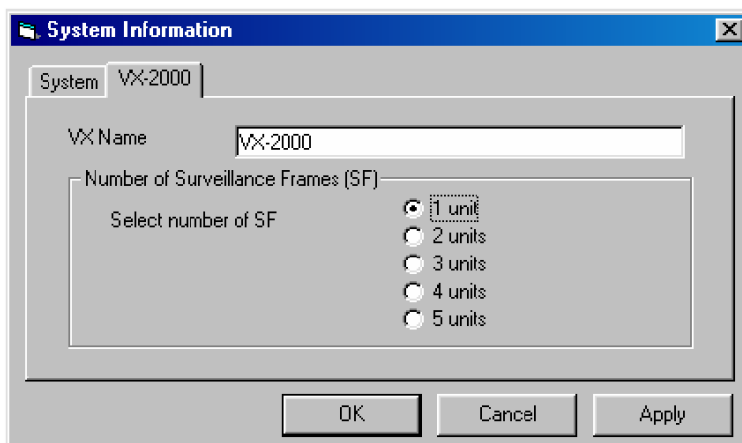 System Information
System VX-2000
VX Name VX-2000
Number of Surveillance Frames (SF)
Select number of SF
1 unit
2 units
3 units
4 units
5 units
OK Cancel Apply